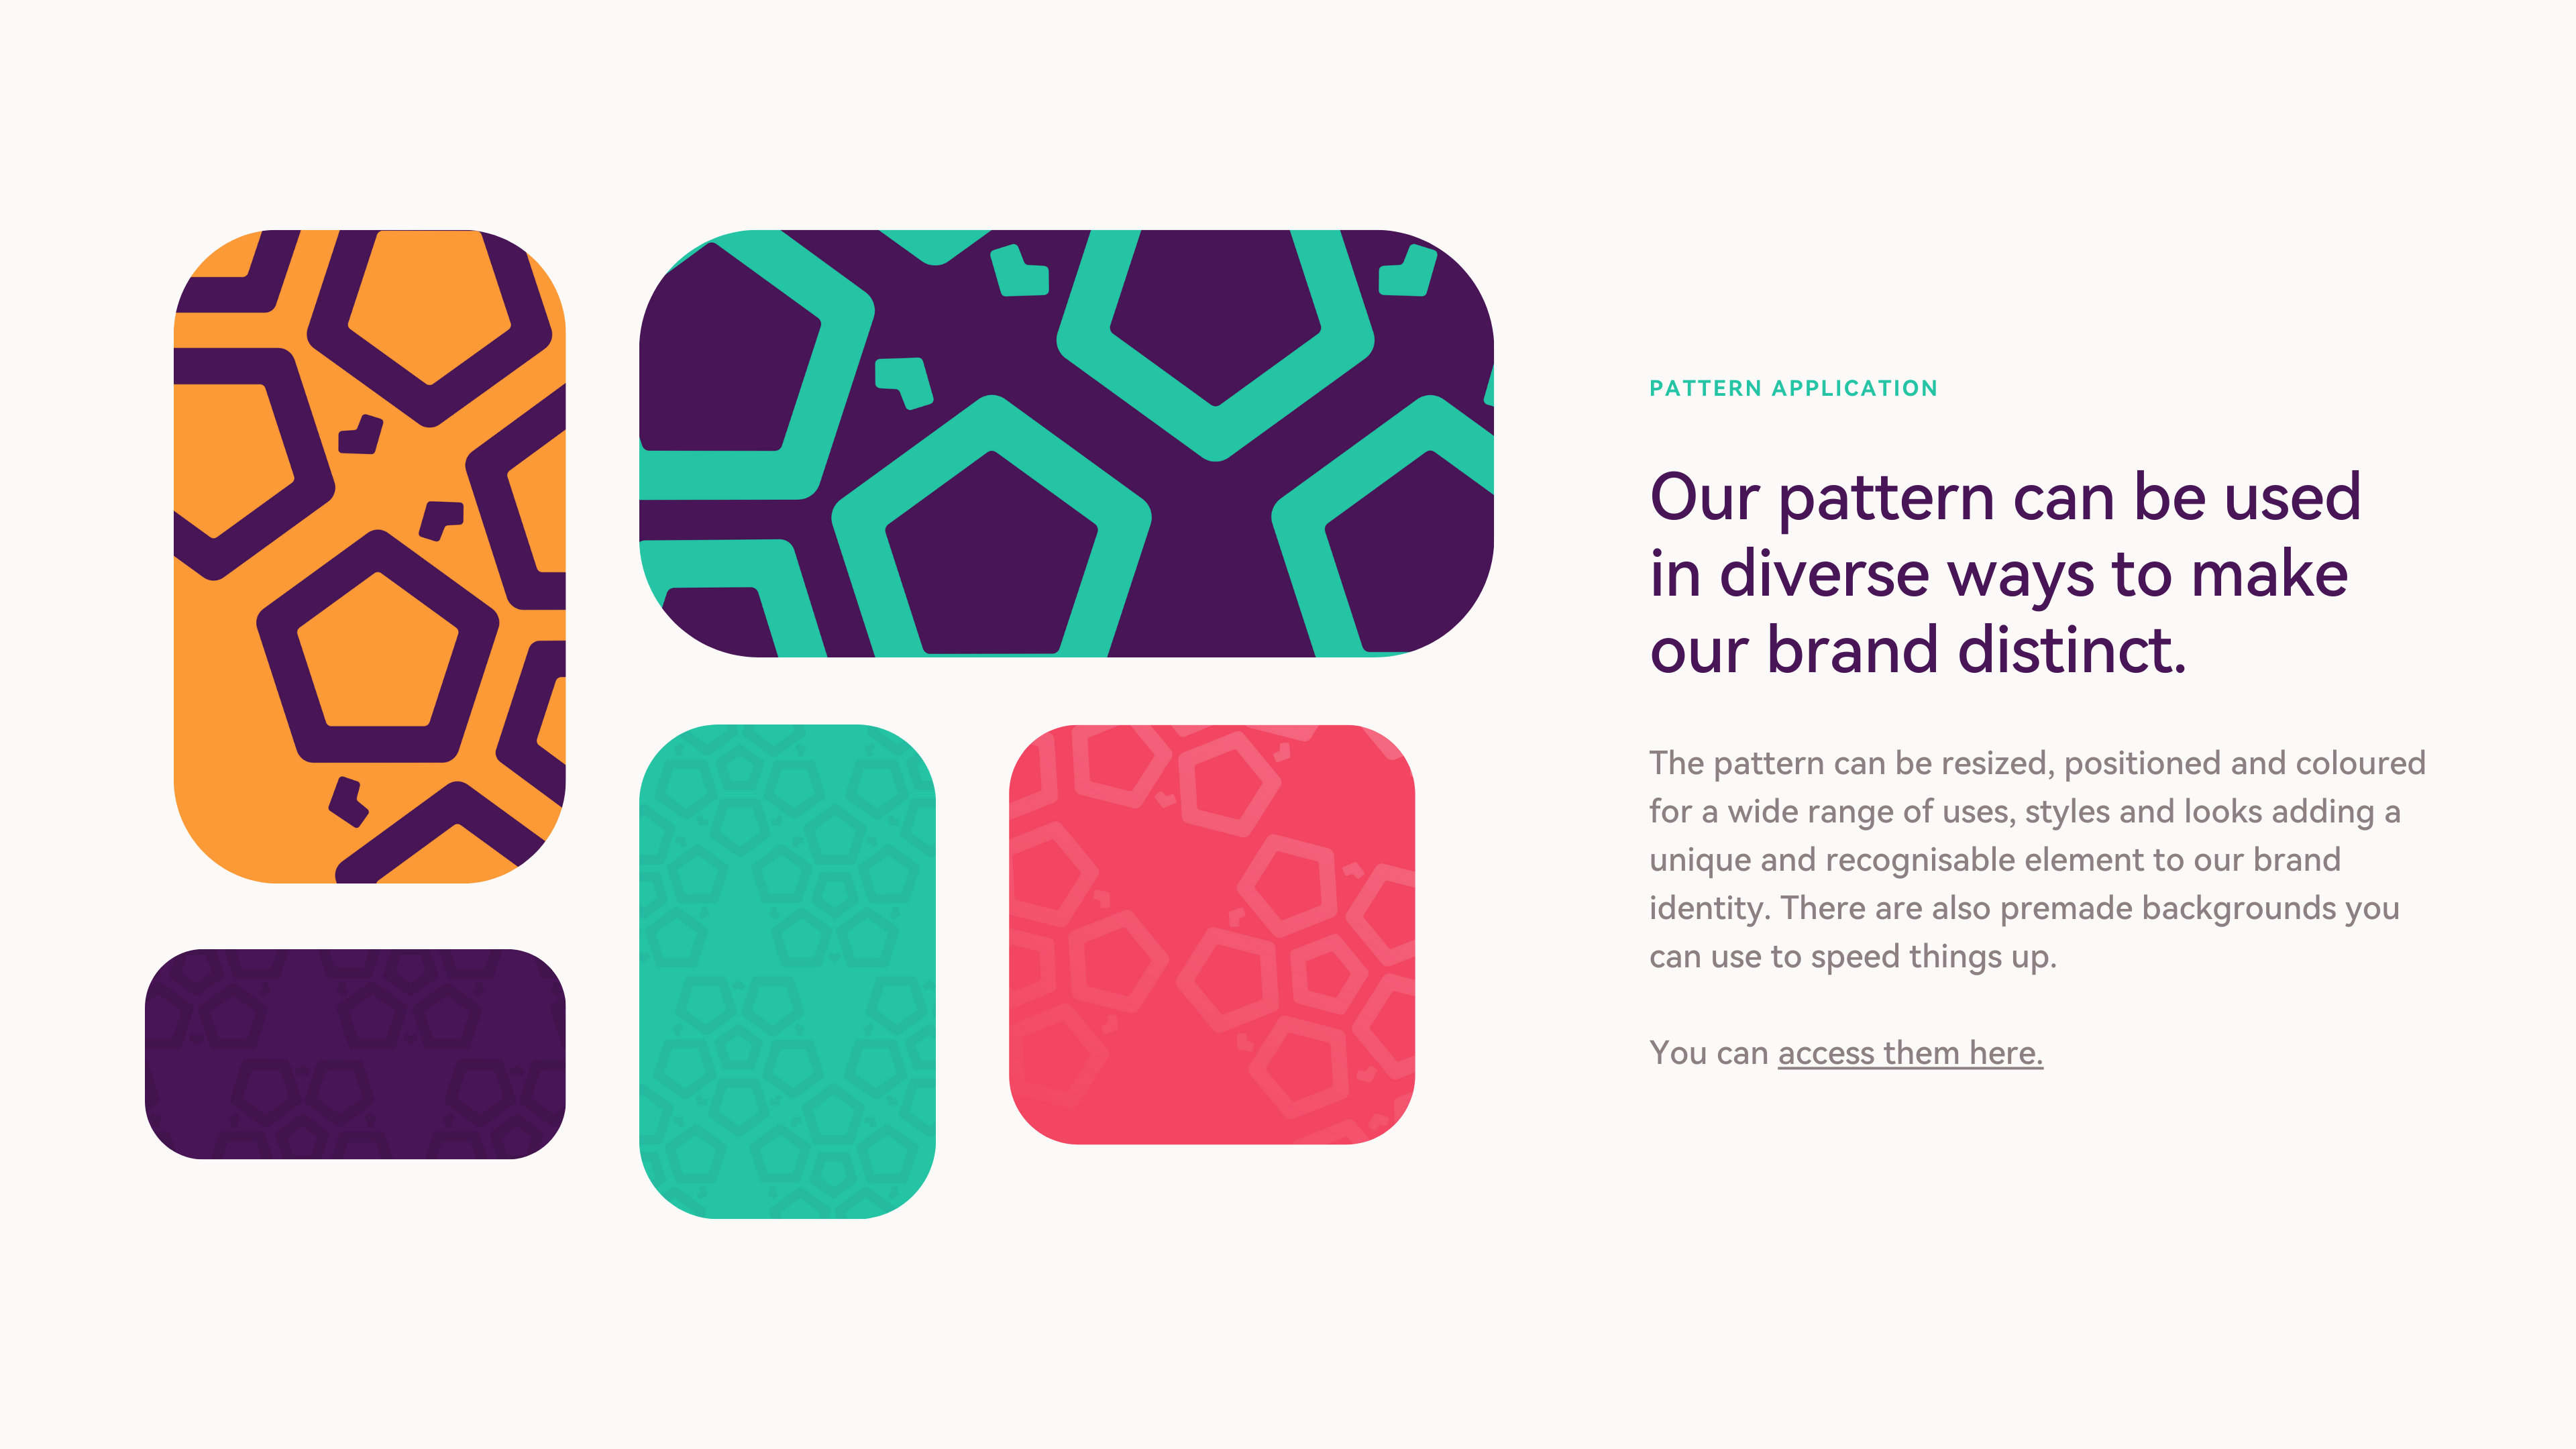 PATTERN APPLICATION
Our pattern can be used
in diverse ways to make
our brand distinct.
The pattern can be resized, positioned and coloured
for a wide range of uses, styles and looks adding a
unique and recognisable element to our brand
identity. There are also premade backgrounds you
can use to speed things up.
You can access them here.